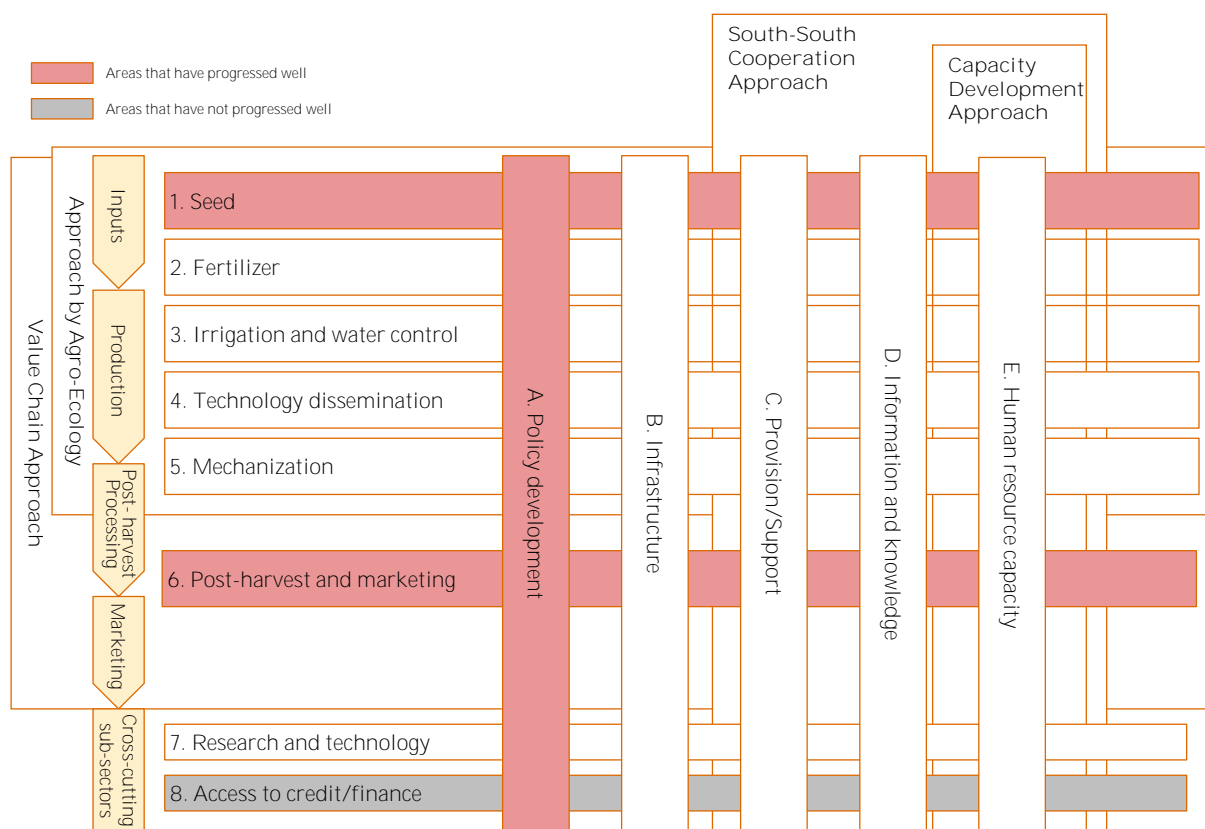 South-South
Cooperation
Approach
Capacity
Development
Approach
Areas that have progressed well
Areas that have not progressed well
Value Chain Approach
Approach by Agro-Ecology
Inputs
Production
Post- harvest
Processing
Marketing
Cross-cutting
sub-sectors
1. Seed
2. Fertilizer
3. Irrigation and water control
4. Technology dissemination
5. Mechanization
6. Post-harvest and marketing
7. Research and technology
8. Access to credit/finance
A. Policy development
B. Infrastructure
C. Provision/Support
D. Information and knowledge
E. Human resource capacity